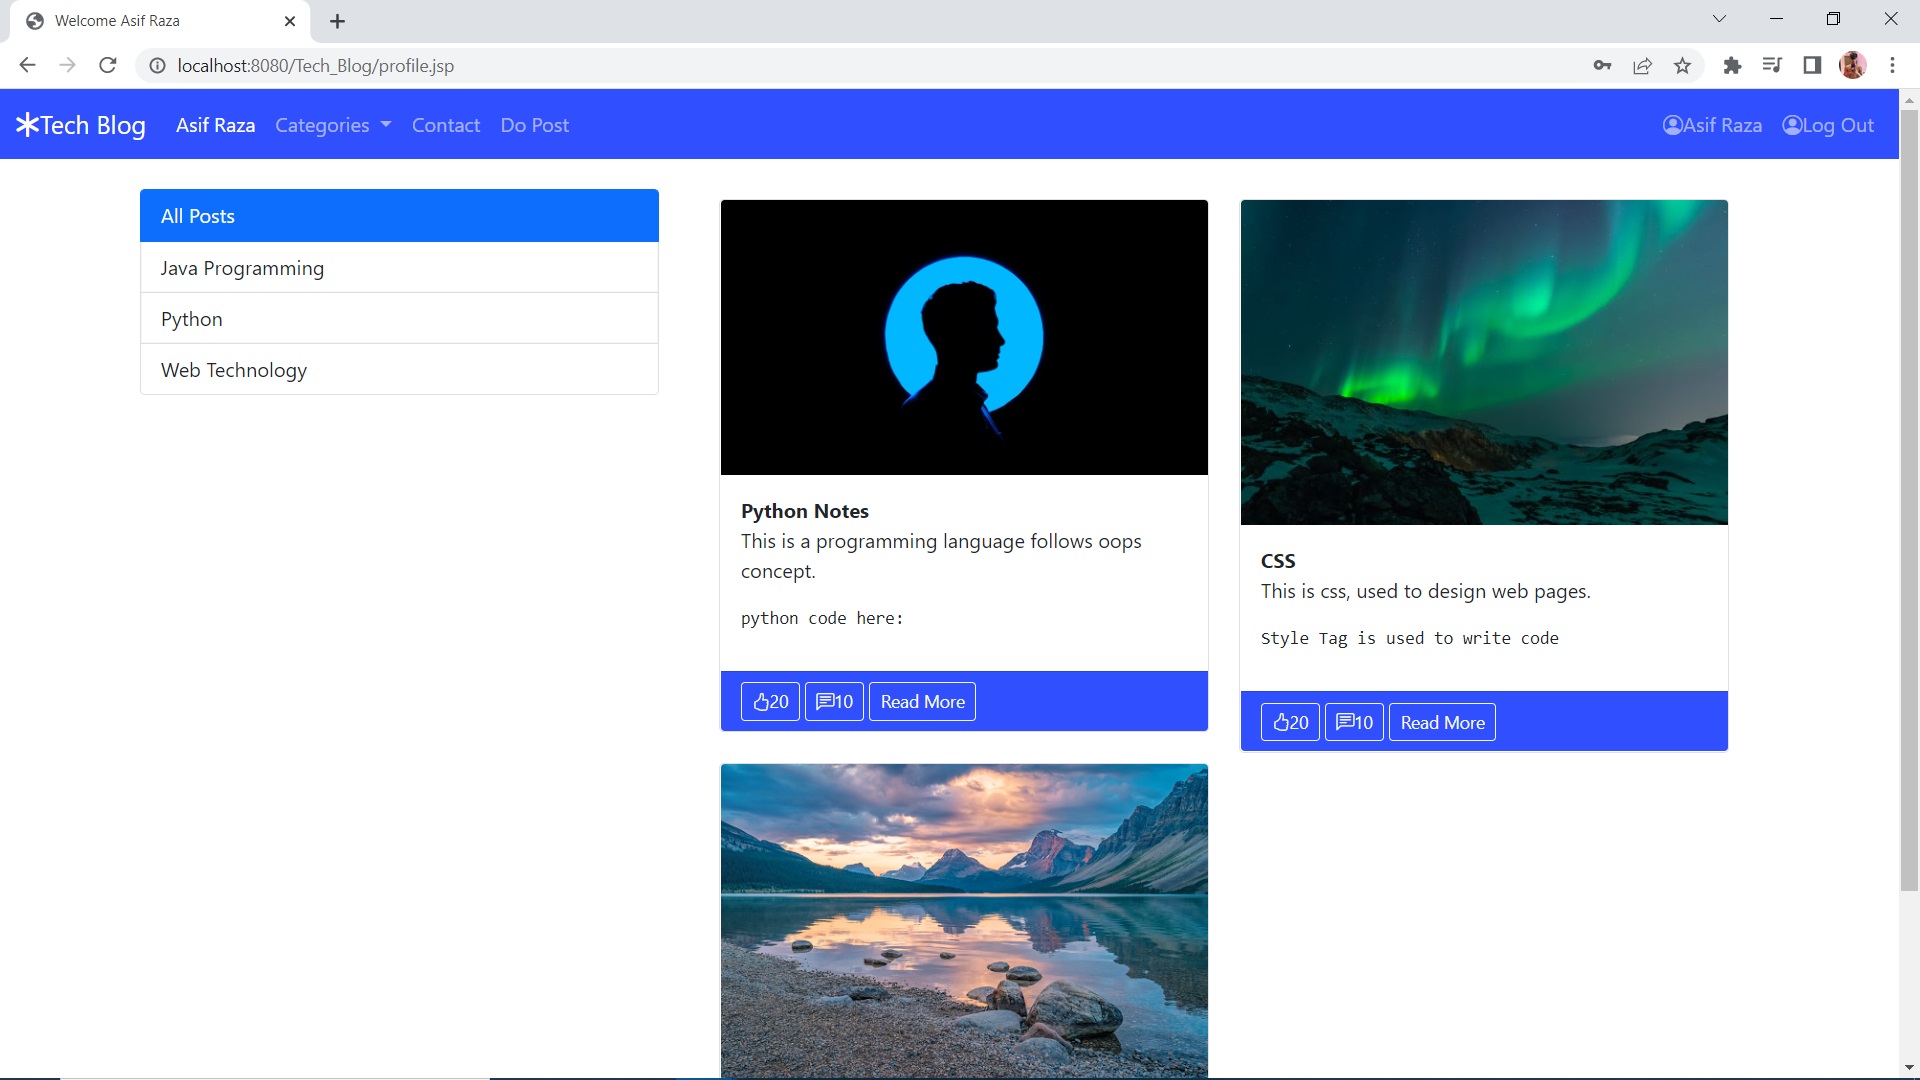 Welcome Asif Raza
localhost:8080/Tech_Blog/profile.jsp
Tech Blog
Asif Raza
Categories
Contact
Do Post
Asif Raza
Log Out
All Posts
Java Programming
Python
Web Technology
Python Notes
This is a programming language follows oops
concept.
python code here:
20
10
Read More
CSS
This is css, used to design web pages.
Style Tag is used to write code
20
10
Read More